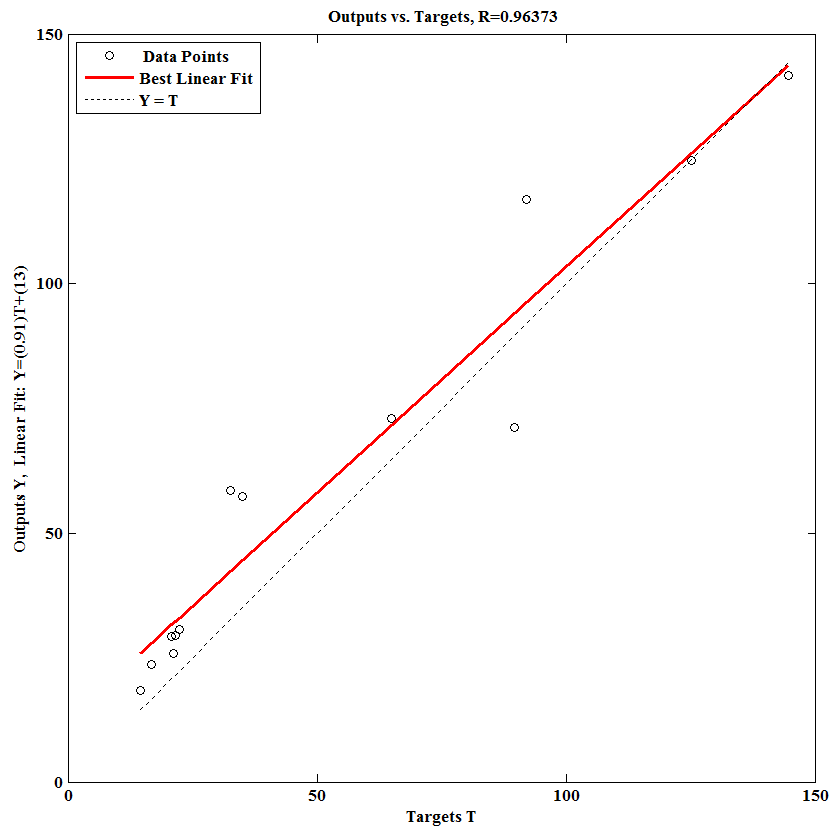 Outputs vs. Targets, R=0.96373
Data Points
Best Linear Fit
Y = T
150
100
50
0
Outputs Y, Linear Fit: Y=(0.91)T+(13)
0
50
100
150
Targets T